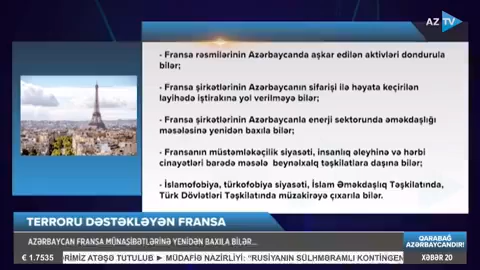 AZTV
- Fransa rəsmilərinin Azərbaycanda aşkar edilən aktivləri dondurula
bilər;
- Fransa şirkətlərinin Azərbaycanın sifarişi ilə həyata keçirilən
layihədə iştirakına yol verilməyə bilər;
- Fransa şirkətlərinin Azərbaycanla enerji sektorunda əməkdaşlığı
məsələsinə yenidən baxıla bilər;
- Fransanın müstəmləkəçilik siyasəti, insanlıq əleyhinə və hərbi
cinayətləri barədə məsələ beynəlxalq təşkilatlara daşına bilər;
- İslamofobiya, türkofobiya siyasəti, İslam Əməkdaşlıq Təşkilatında,
Türk Dövlətləri Təşkilatında müzakirəyə çıxarıla bilər.
TERRORU DƏSTƏKLƏYƏN FRANSA
AZƏRBAYCAN FRANSA MÜNASİBƏTLƏRİNƏ YENİDƏN BAXILA BİLƏR...
QARABAĞ
AZƏRBAYCANDIR!
€ 1.7535 ƏRİMİZ ATƏŞƏ TUTULUB ► MÜDAFİƏ NAZİRLİYİ: “RUSİYANIN SÜLHMƏRAMLI KONTİNGEN
XƏBƏR 20